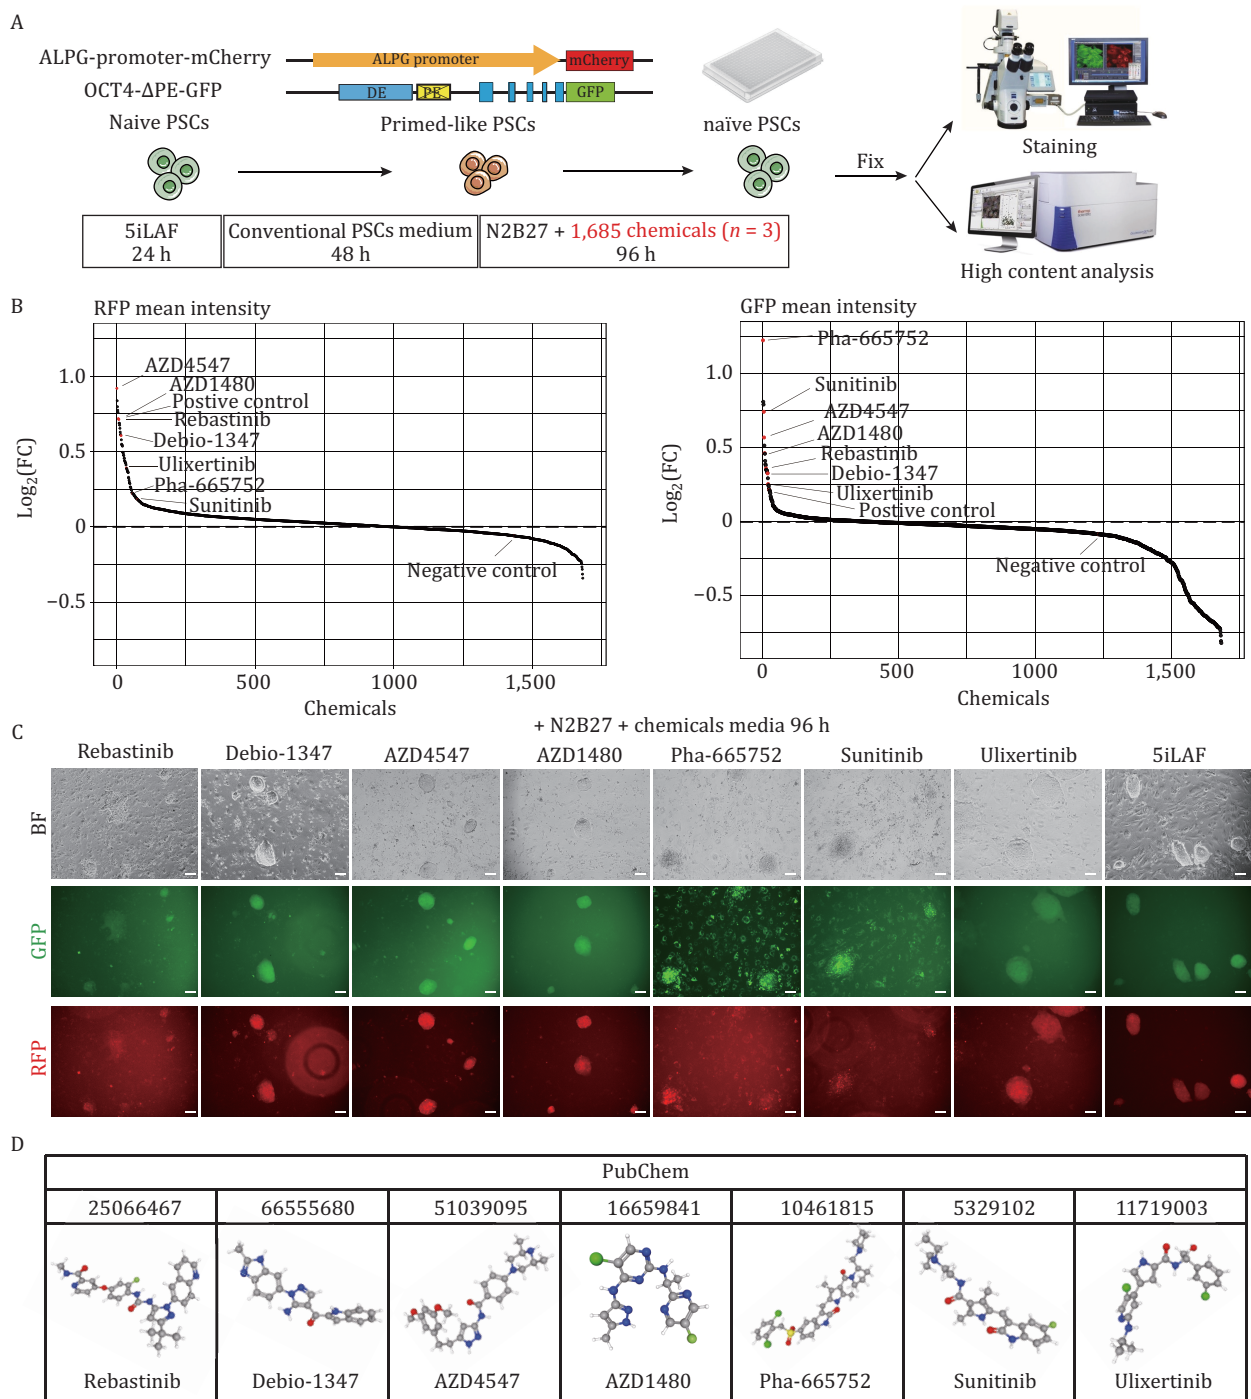 A
ALPG-promoter-mCherry
ALPG promoter
mCherry
OCT4-ΔPE-GFP
DE
PE
GFP
Naive PSCs
Primed-like PSCs
naïve PSCs
Fix
Staining
High content analysis
5iLAF
24 h
Conventional PSCs medium
48 h
N2B27 + 1,685 chemicals (n = 3)
96 h
B
RFP mean intensity
Log2(FC)
1.0
0.5
0
−0.5
AZD4547
AZD1480
Postive control
Rebastinib
Debio-1347
Ulixertinib
Pha-665752
Sunitinib
Negative control
0
500
1000
1,500
Chemicals
GFP mean intensity
Log2(FC)
1.0
0.5
0
−0.5
Pha-665752
Sunitinib
AZD4547
AZD1480
Rebastinib
Debio-1347
Ulixertinib
Postive control
Negative control
0
500
1000
1,500
Chemicals
C
+ N2B27 + chemicals media 96 h
Rebastinib
Debio-1347
AZD4547
AZD1480
Pha-665752
Sunitinib
Ulixertinib
5iLAF
BF
GFP
RFP
D
PubChem
25066467
66555680
51039095
16659841
10461815
5329102
11719003
Rebastinib
Debio-1347
AZD4547
AZD1480
Pha-665752
Sunitinib
Ulixertinib